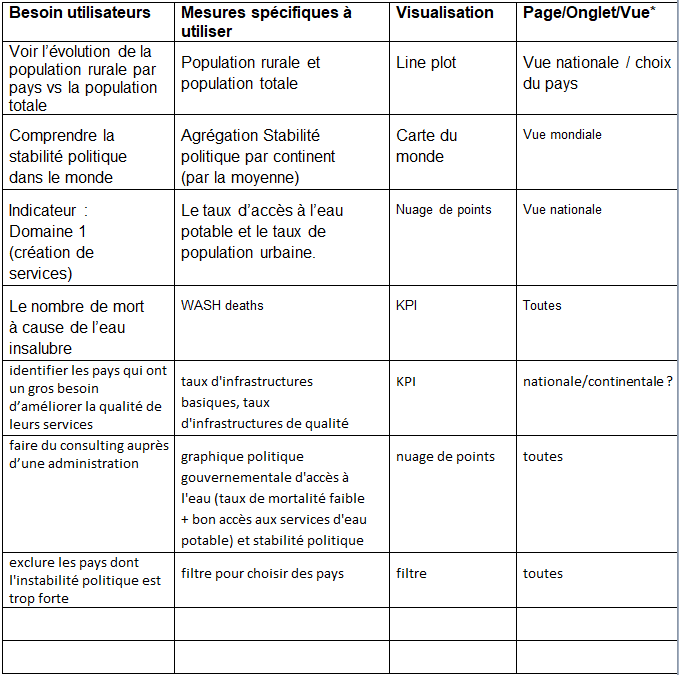 Besoin utilisateurs
Mesures spécifiques à
utiliser
Visualisation
Page/Onglet/Vue*
Voir l’évolution de la
population rurale par
pays vs la population
totale
Population rurale et
population totale
Line plot
Vue nationale / choix
du pays
Comprendre la
stabilité politique
dans le monde
Agrégation Stabilité
politique par continent
(par la moyenne)
Carte du
monde
Vue mondiale
Indicateur :
Domaine 1
(création de
services)
Le taux d’accès à l’eau
potable et le taux de
population urbaine.
Nuage de points
Vue nationale
Le nombre de mort
à cause de l’eau
insalubre
WASH deaths
KPI
Toutes
identifier les pays qui ont
un gros besoin
d’améliorer la qualité de
leurs services
taux d'infrastructures
basiques, taux
d'infrastructures de qualité
KPI
nationale/continentale ?
faire du consulting auprès
d’une administration
graphique politique
gouvernementale d'accès à
l'eau (taux de mortalité faible
+ bon accès aux services d'eau
potable) et stabilité politique
nuage de points
toutes
exclure les pays dont
l'instabilité politique est
trop forte
filtre pour choisir des pays
filtre
toutes